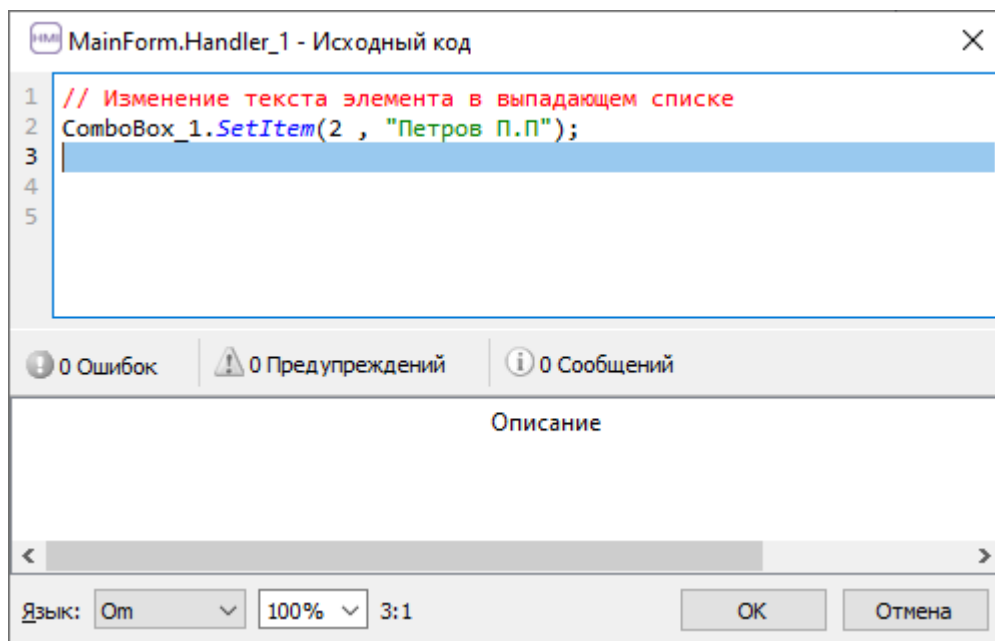 HMI MainForm.Handler_1 - Исходный код
1 // Изменение текста элемента в выпадающем списке
2 ComboBox_1.SetItem(2 , "Петров П.П");
3
4
5
0 Ошибок 0 Предупреждений 0 Сообщений
Описание
Язык: Om 100% 3:1 OK Отмена